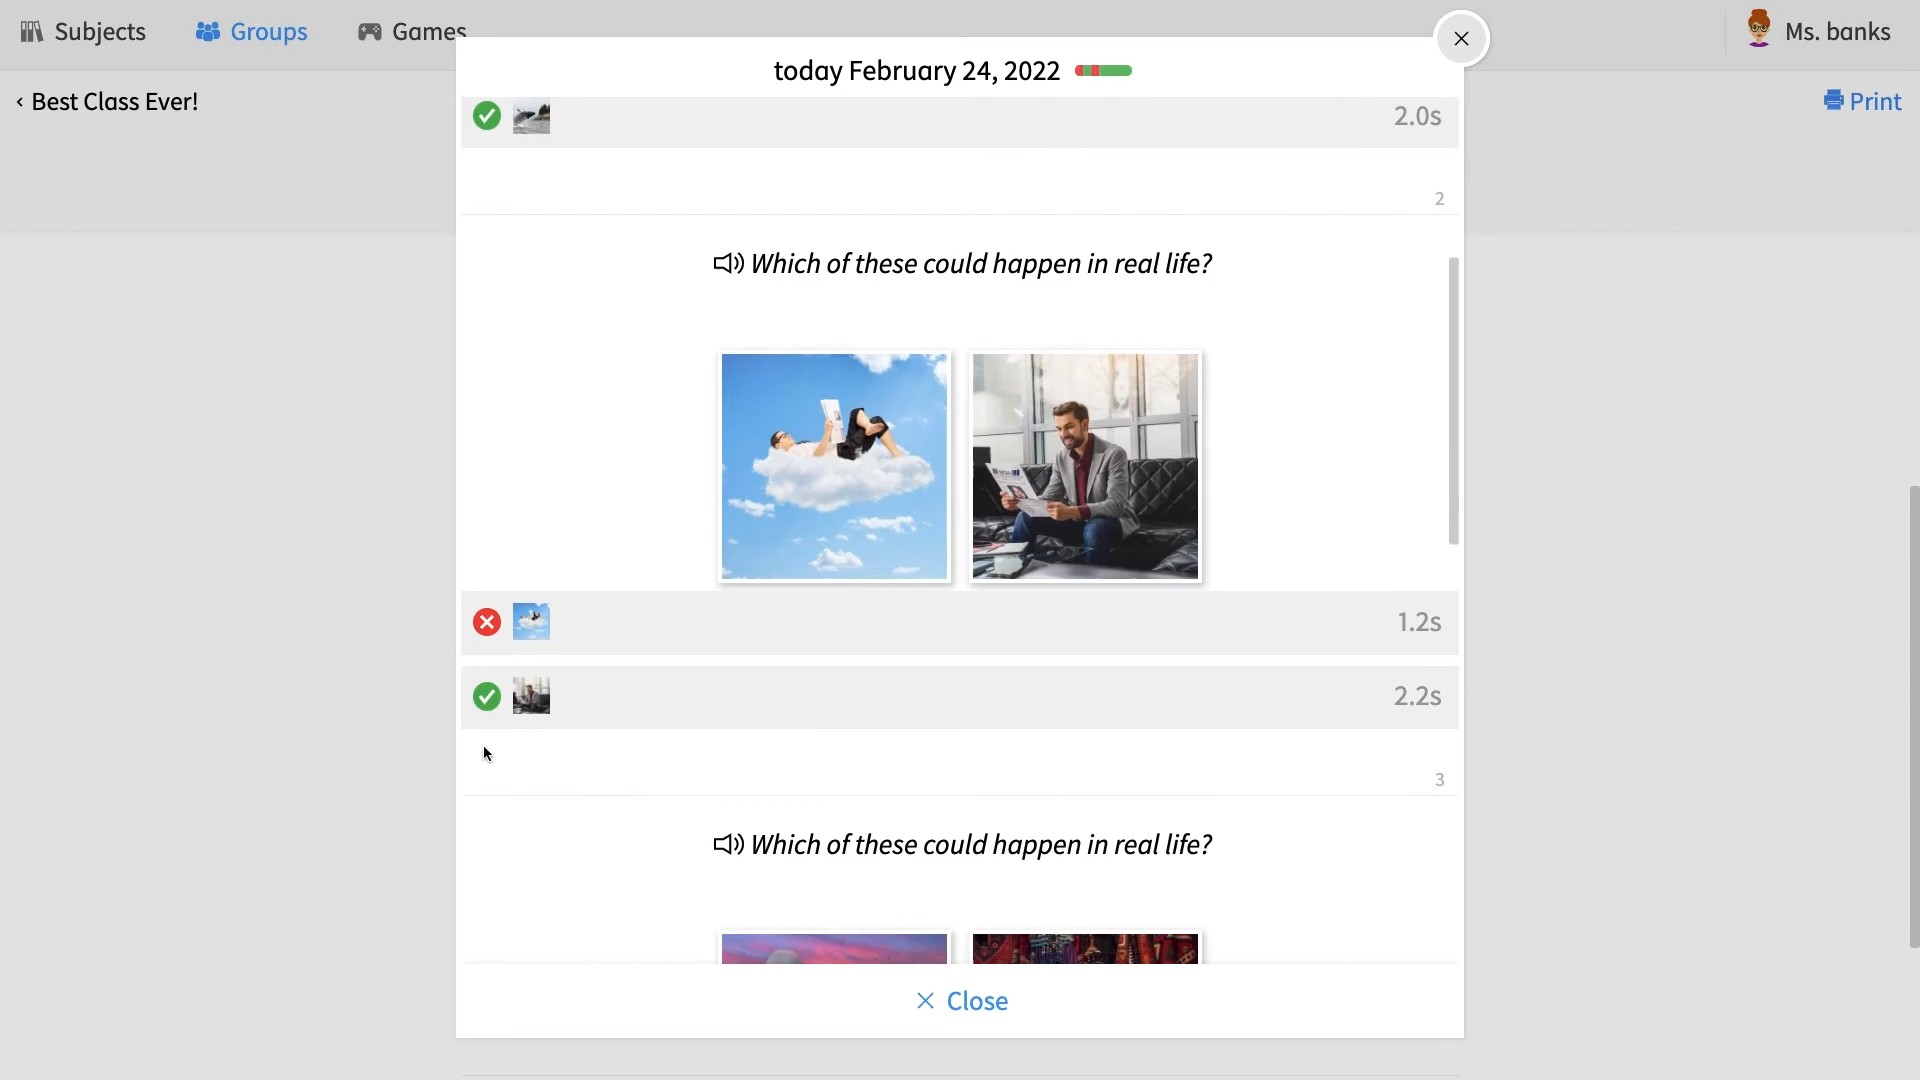 Subjects
Groups
Games
Ms. banks
today February 24, 2022
‹ Best Class Ever!
Print
2.0s
2
Which of these could happen in real life?
1.2s
2.2s
3
Which of these could happen in real life?
Close